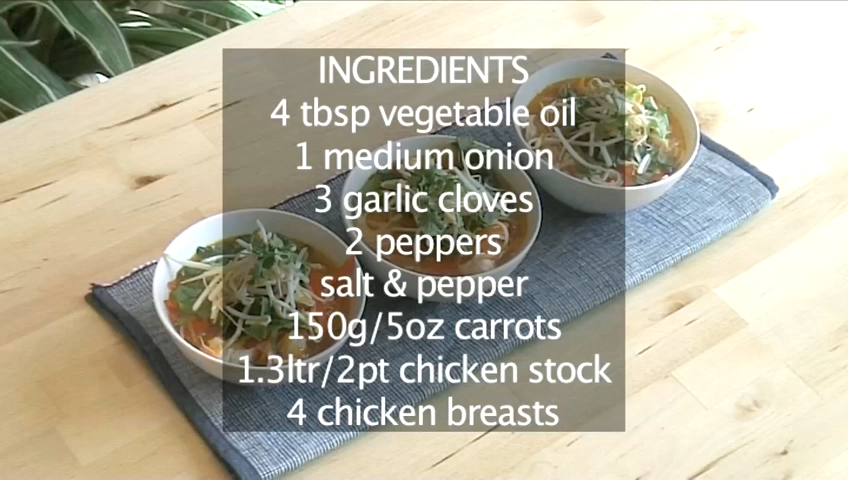 INGREDIENTS
4 tbsp vegetable oil
1 medium onion
3 garlic cloves
2 peppers
salt & pepper
150g/5oz carrots
1.3ltr/2pt chicken stock
4 chicken breasts